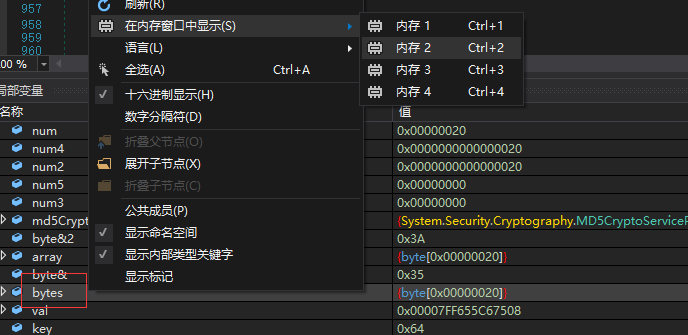 957
刷新(R)
958
在内存窗口中显示(S)
内存 1 Ctrl+1
959
语言(L)
内存 2 Ctrl+2
960
全选(A) Ctrl+A
内存 3 Ctrl+3
00 %
十六进制显示(H)
内存 4 Ctrl+4
局部变量
名称
数字分隔符(D)
值
num
折叠父节点(O)
0x00000020
num4
0x0000000000000020
num2
展开子节点(X)
0x0000000000000020
num5
折叠子节点(C)
0x00000000
num3
0x00000000
md5Crypt
公共成员(P)
{System.Security.Cryptography.MD5CryptoServiceP
byte&2
显示命名空间
0x3A
array
显示内部类型关键字
{byte[0x00000020]}
byte&
显示标记
0x35
bytes
{byte[0x00000020]}
val
0x00007FF655C67508
key
0x64